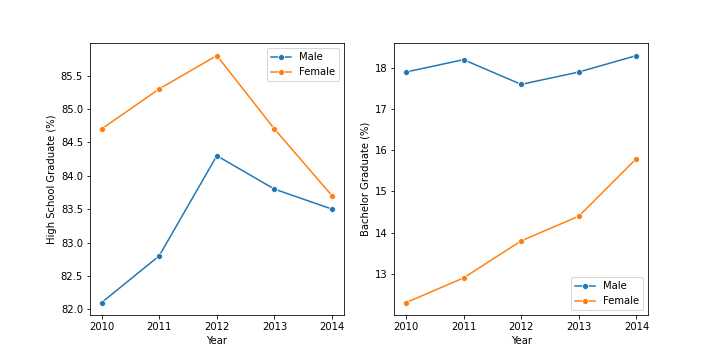 High School Graduate (%)
85.5
85.0
84.5
84.0
83.5
83.0
82.5
82.0
2010 2011 2012 2013 2014
Year
Male
Female
Bachelor Graduate (%)
18
17
16
15
14
13
2010 2011 2012 2013 2014
Year
Male
Female